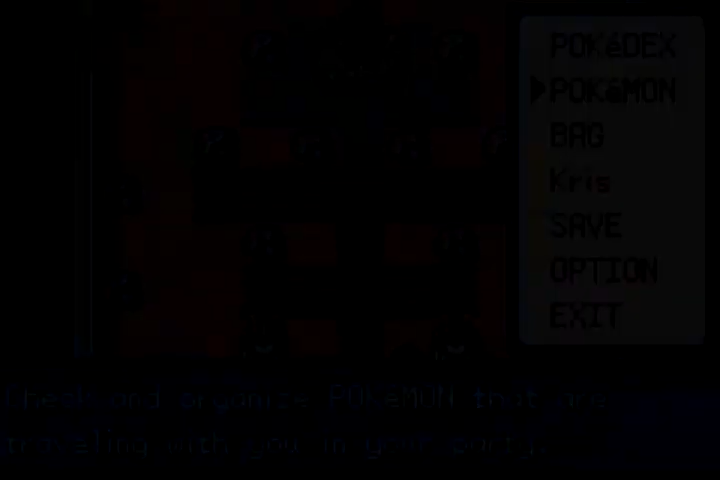 POKéDEX
POKéMON
BAG
Kris
SAVE
OPTION
EXIT
Check and organize POKéMON that are
traveling with you in your party.